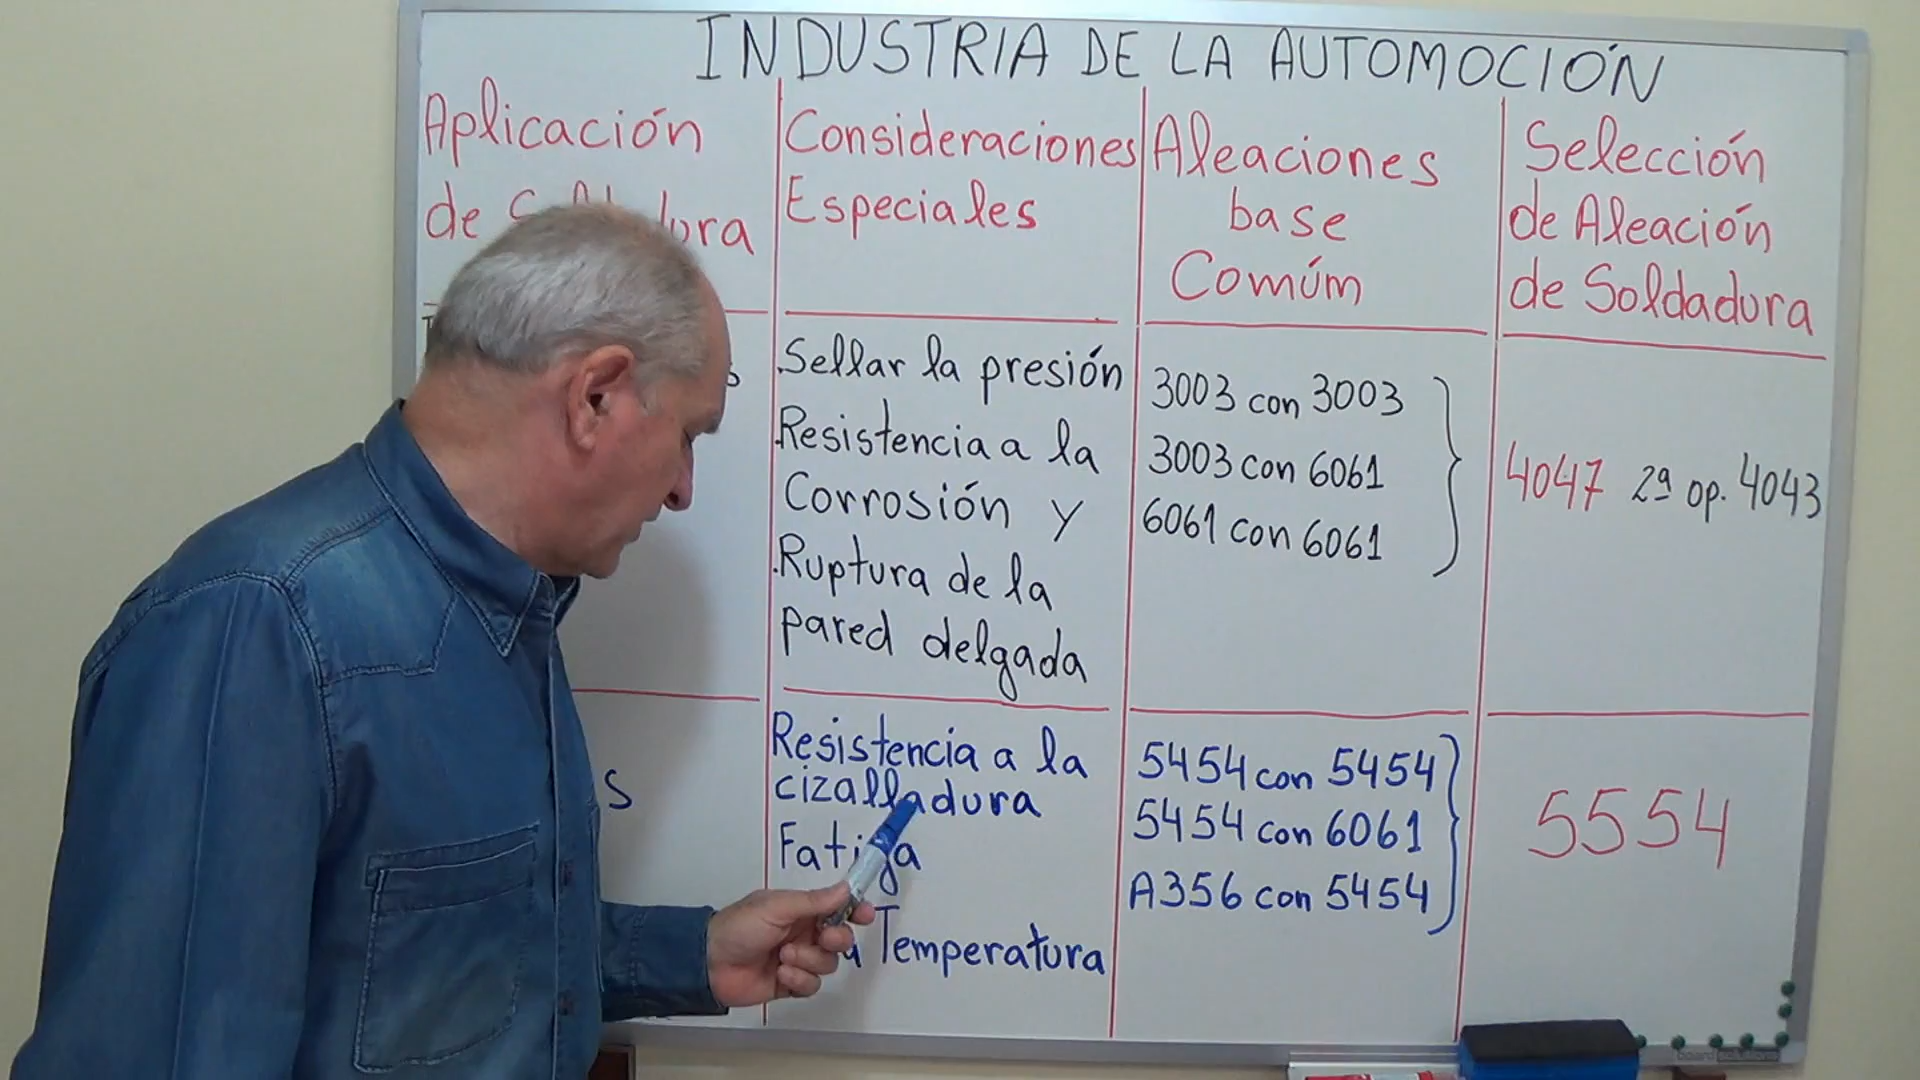 INDUSTRIA DE LA AUTOMOCIÓN
Aplicación
de
Consideraciones
Especiales
Aleaciones
base
Comúm
Selección
de Aleación
de Soldadura
.Sellar la presión
.Resistencia a la
Corrosión y
.Ruptura de la
pared delgada
3003 con 3003
3003 con 6061
6061 con 6061
4047 2ª op. 4043
Resistencia a la
cizalladura
Fatiga
Temperatura
5454 con 5454
5454 con 6061
A356 con 5454
5554
boardsolutions